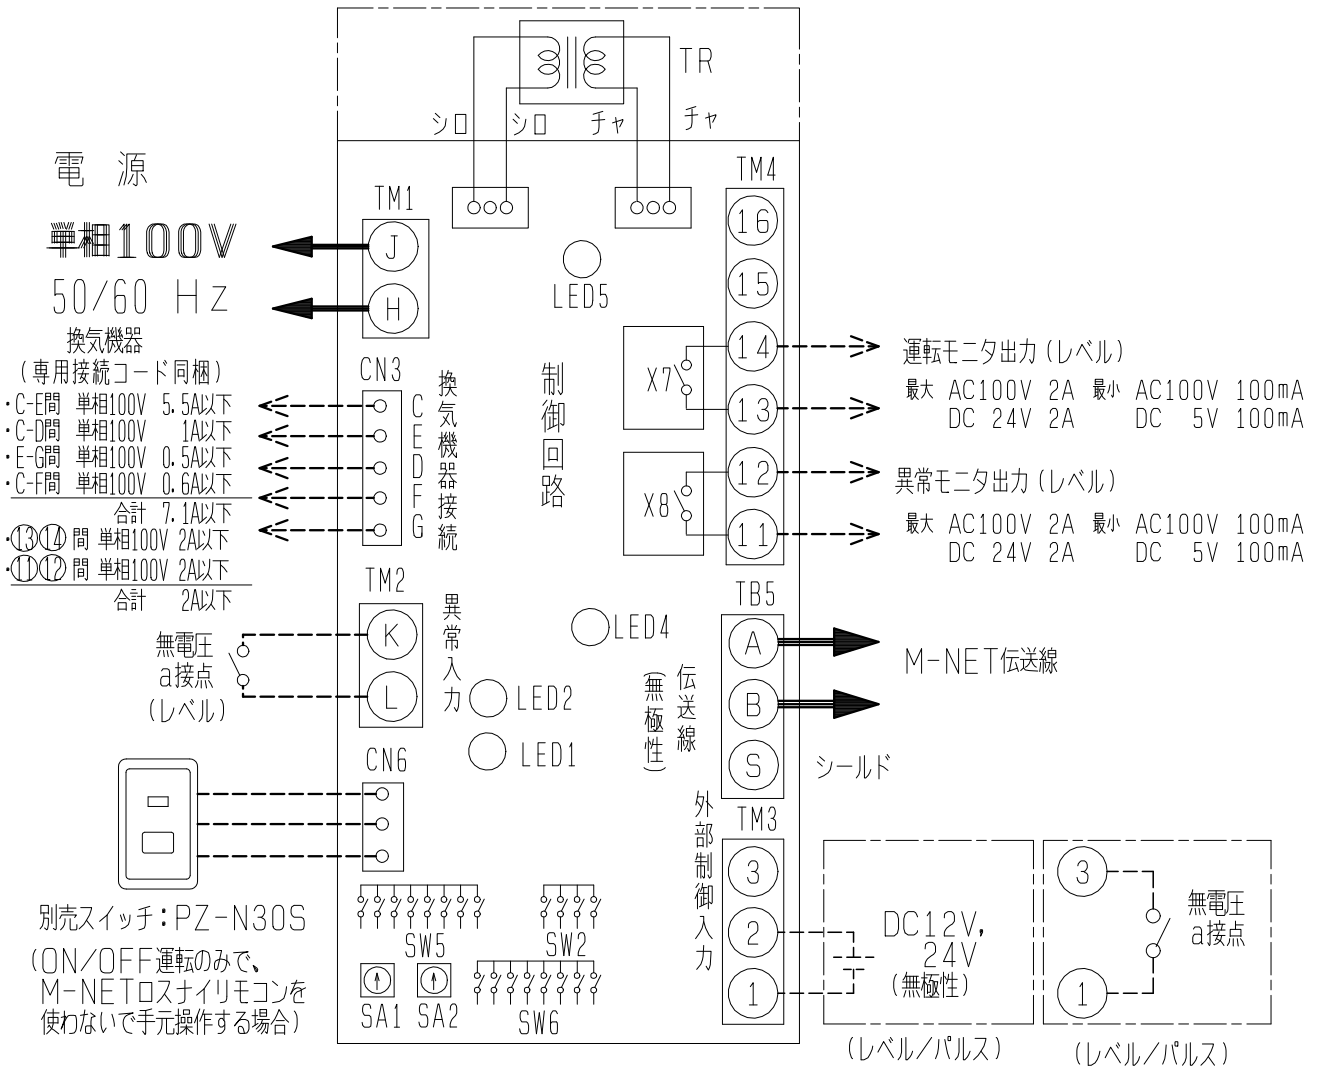 TR
シロ シロ チャ チャ
電 源
単相100V
50/60 Hz
換気機器
(専用接続コード同梱)
・C-E間 単相100V 5.5A以下
・C-D間 単相100V 1A以下
・E-G間 単相100V 0.5A以下
・C-F間 単相100V 0.6A以下
合計 7.1A以下
・⑬⑭間 単相100V 2A以下
・⑪⑫間 単相100V 2A以下
合計 2A以下
TM1
J
H
CN3
C
E
D
F
G
換気機器接続
制御回路
LED5
TM4
16
15
14
13
12
11
X7
X8
運転モニタ出力(レベル)
最大 AC100V 2A 最小 AC100V 100mA
DC 24V 2A DC 5V 100mA
異常モニタ出力(レベル)
最大 AC100V 2A 最小 AC100V 100mA
DC 24V 2A DC 5V 100mA
TM2
K
L
異常入力
無電圧
a接点
(レベル)
LED4
LED2
LED1
TB5
A
B
S
伝送線
(無極性)
M-NET伝送線
シールド
CN6
別売スイッチ:PZ-N30S
(ON/OFF運転のみで、
M-NETロスナイリモコンを
使わないで手元操作する場合)
SW5
SW2
SA1
SA2
SW6
外部制御入力
TM3
3
2
1
DC12V,
24V
(無極性)
(レベル/パルス)
3
1
無電圧
a接点
(レベル/パルス)